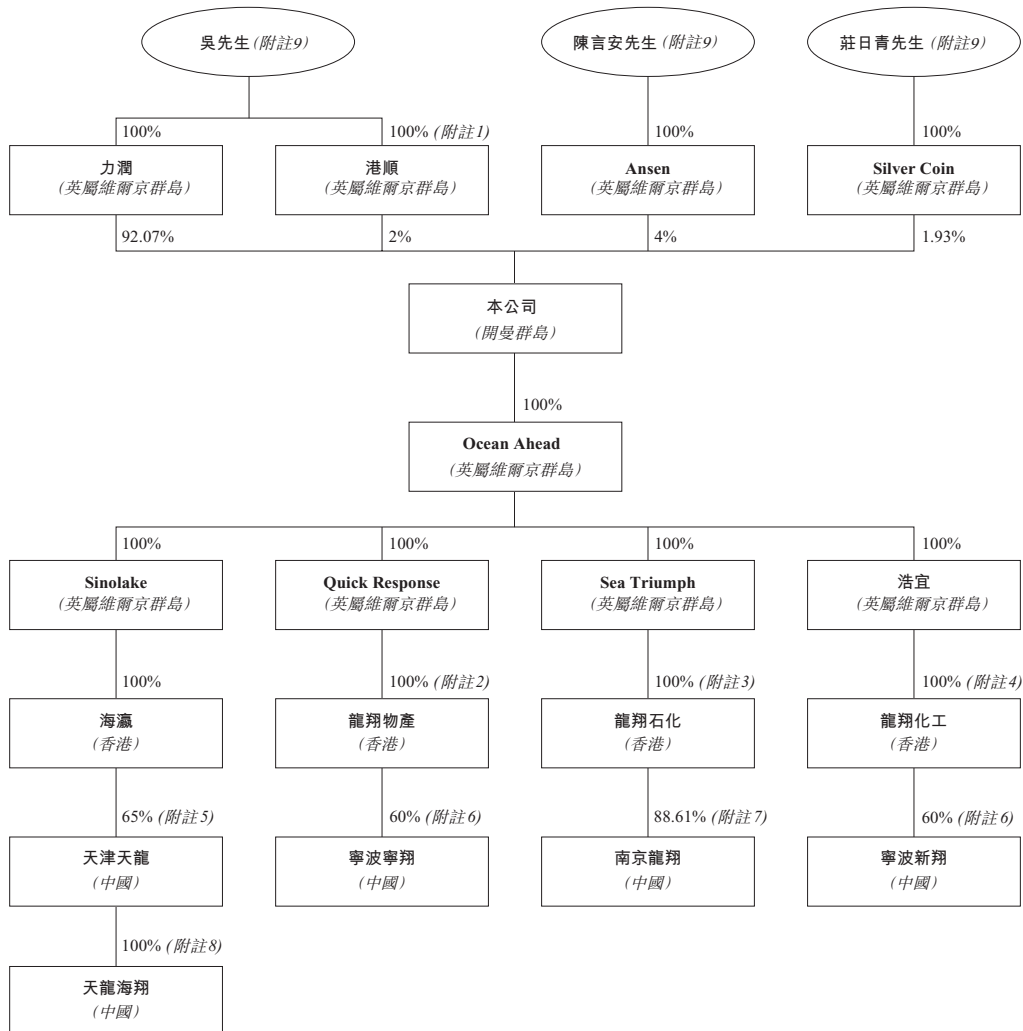 吳先生(附註9)
陳言安先生(附註9)
莊日青先生(附註9)
100%
100% (附註1)
100%
100%
力潤
(英屬維爾京群島)
港順
(英屬維爾京群島)
Ansen
(英屬維爾京群島)
Silver Coin
(英屬維爾京群島)
92.07%
2%
4%
1.93%
本公司
(開曼群島)
100%
Ocean Ahead
(英屬維爾京群島)
100%
100%
100%
100%
Sinolake
(英屬維爾京群島)
Quick Response
(英屬維爾京群島)
Sea Triumph
(英屬維爾京群島)
浩宜
(英屬維爾京群島)
100%
100% (附註2)
100% (附註3)
100% (附註4)
海瀛
(香港)
龍翔物產
(香港)
龍翔石化
(香港)
龍翔化工
(香港)
65% (附註5)
60% (附註6)
88.61% (附註7)
60% (附註6)
天津天龍
(中國)
寧波寧翔
(中國)
南京龍翔
(中國)
寧波新翔
(中國)
100% (附註8)
天龍海翔
(中國)